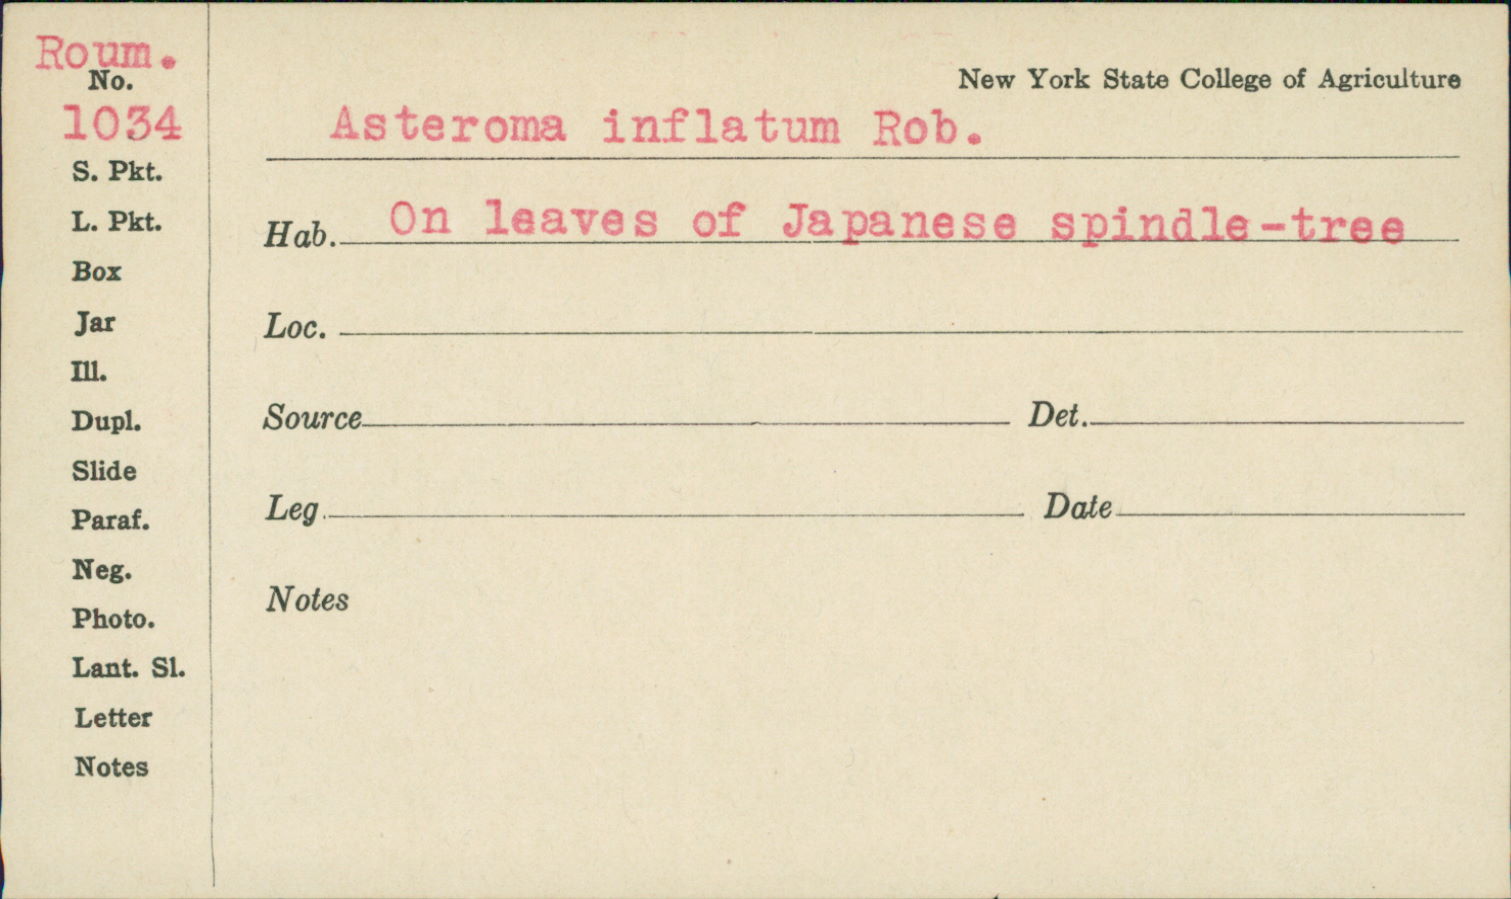 Roum.
No.
1034
S. Pkt.
L. Pkt.
Box
Jar
Ill.
Dupl.
Slide
Paraf.
Neg.
Photo.
Lant. Sl.
Letter
Notes
New York State College of Agriculture
Asteroma inflatum Rob.
Hab. On leaves of Japanese spindle-tree
Loc.
Source Det.
Leg. Date
Notes